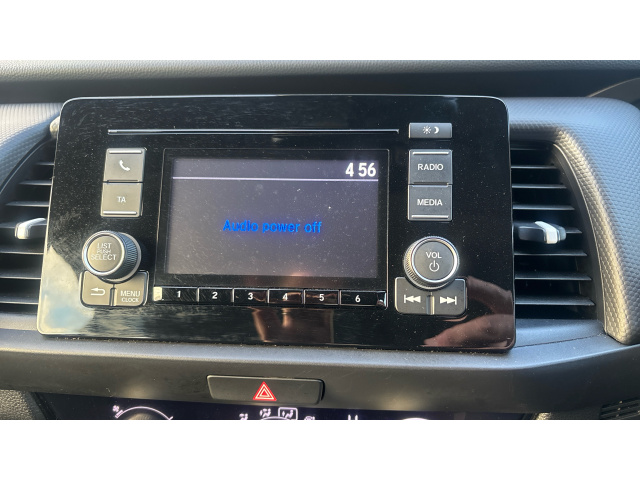 4 56
RADIO
TA
MEDIA
Audio power off
LIST
PUSH
SELECT
VOL
MENU
CLOCK
1 2 3 4 5 6